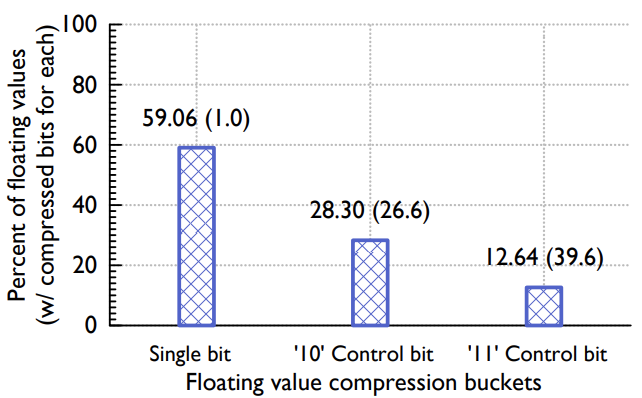 Percent of floating values
(w/ compressed bits for each)
100
80
60
40
20
0
59.06 (1.0)
28.30 (26.6)
12.64 (39.6)
Single bit
'10' Control bit
'11' Control bit
Floating value compression buckets